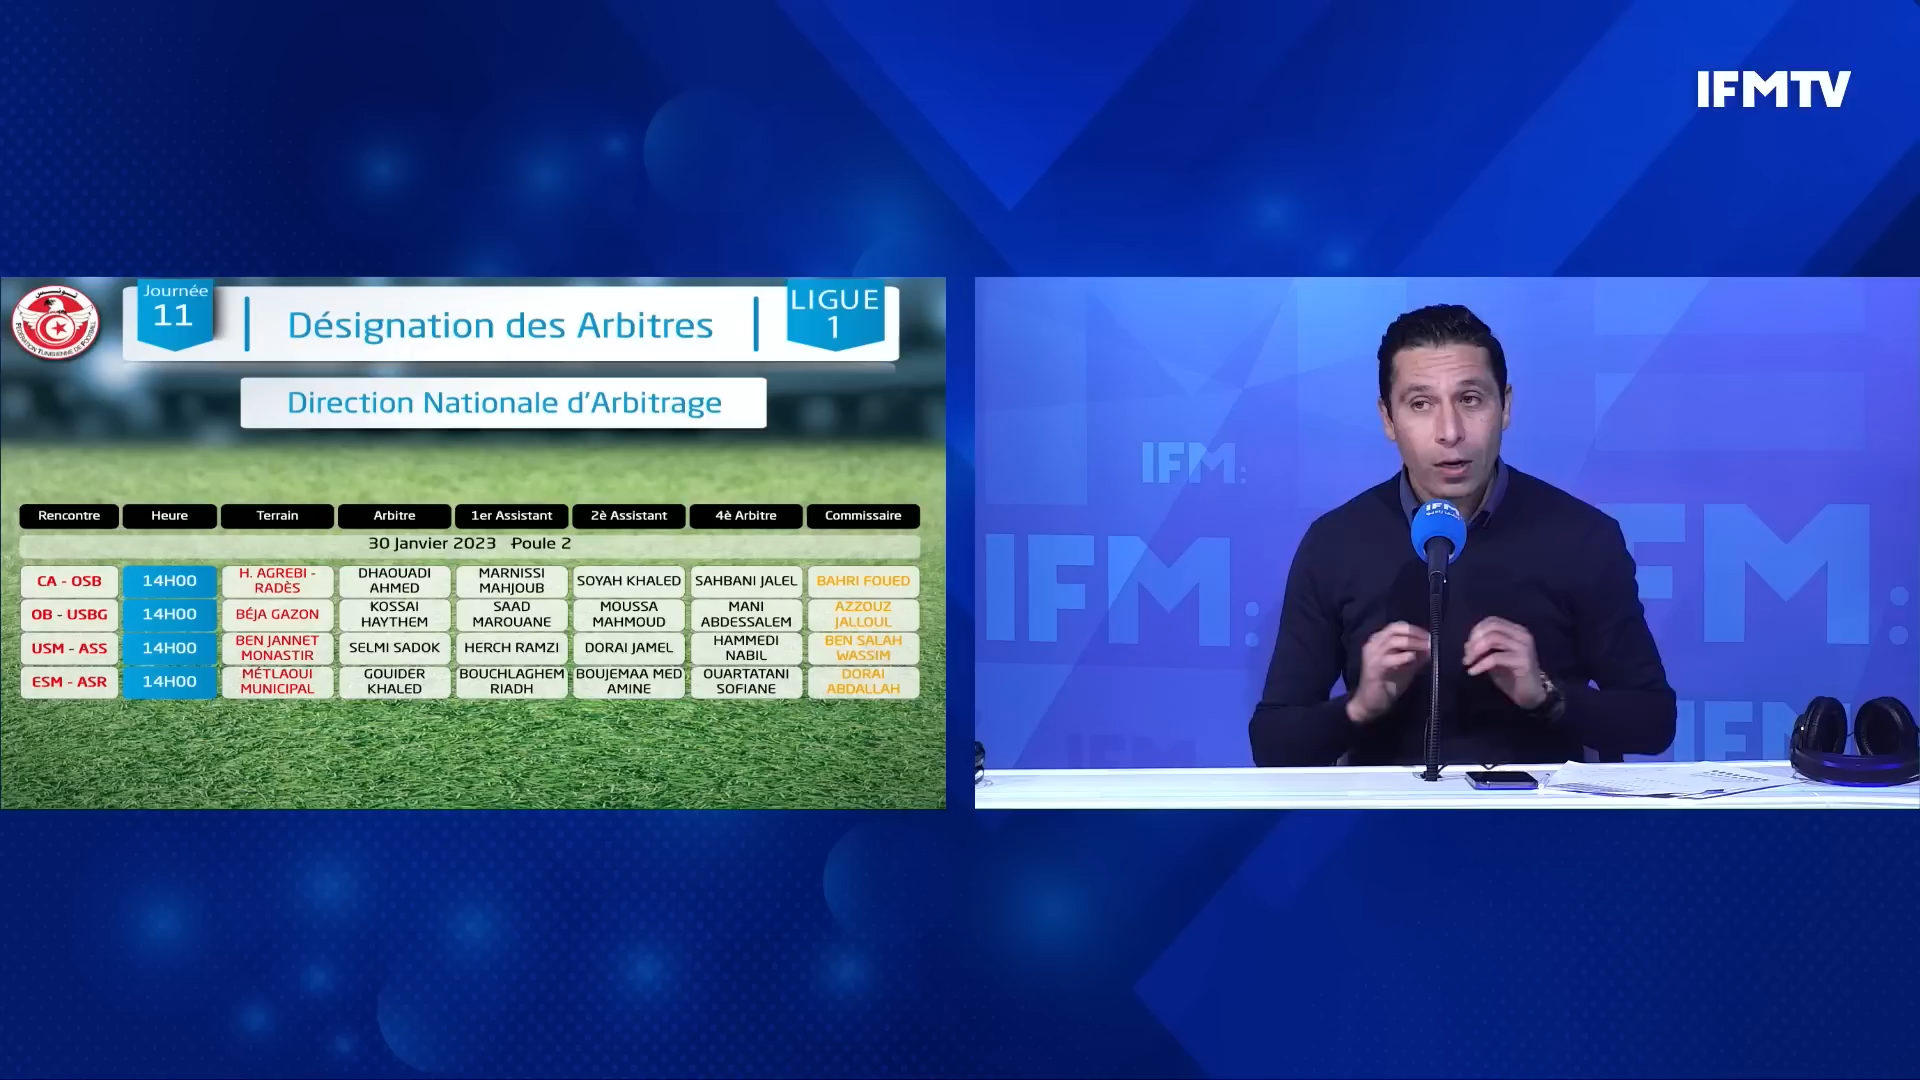 IFMTV
Journée
11
Désignation des Arbitres
LIGUE
1
Direction Nationale d'Arbitrage
Rencontre Heure Terrain Arbitre 1er Assistant 2è Assistant 4è Arbitre Commissaire
30 Janvier 2023 Poule 2
CA - OSB 14H00 H. AGREBI - RADÈS DHAOUADI AHMED MARNISSI MAHJOUB SOYAH KHALED SAHBANI JALEL BAHRI FOUED
OB - USBG 14H00 BÉJA GAZON KOSSAI HAYTHEM SAAD MAROUANE MOUSSA MAHMOUD MANI ABDESSALEM AZZOUZ JALLOUL
USM - ASS 14H00 BEN JANNET MONASTIR SELMI SADOK HERCH RAMZI DORAI JAMEL HAMMEDI NABIL BEN SALAH WASSIM
ESM - ASR 14H00 MÉTLAOUI MUNICIPAL GOUIDER KHALED BOUCHLAGHEM RIADH BOUJEMAA MED AMINE OUARTATANI SOFIANE DORAI ABDALLAH
IFM:
IFM:
FM:
IFM
IFM
IFM